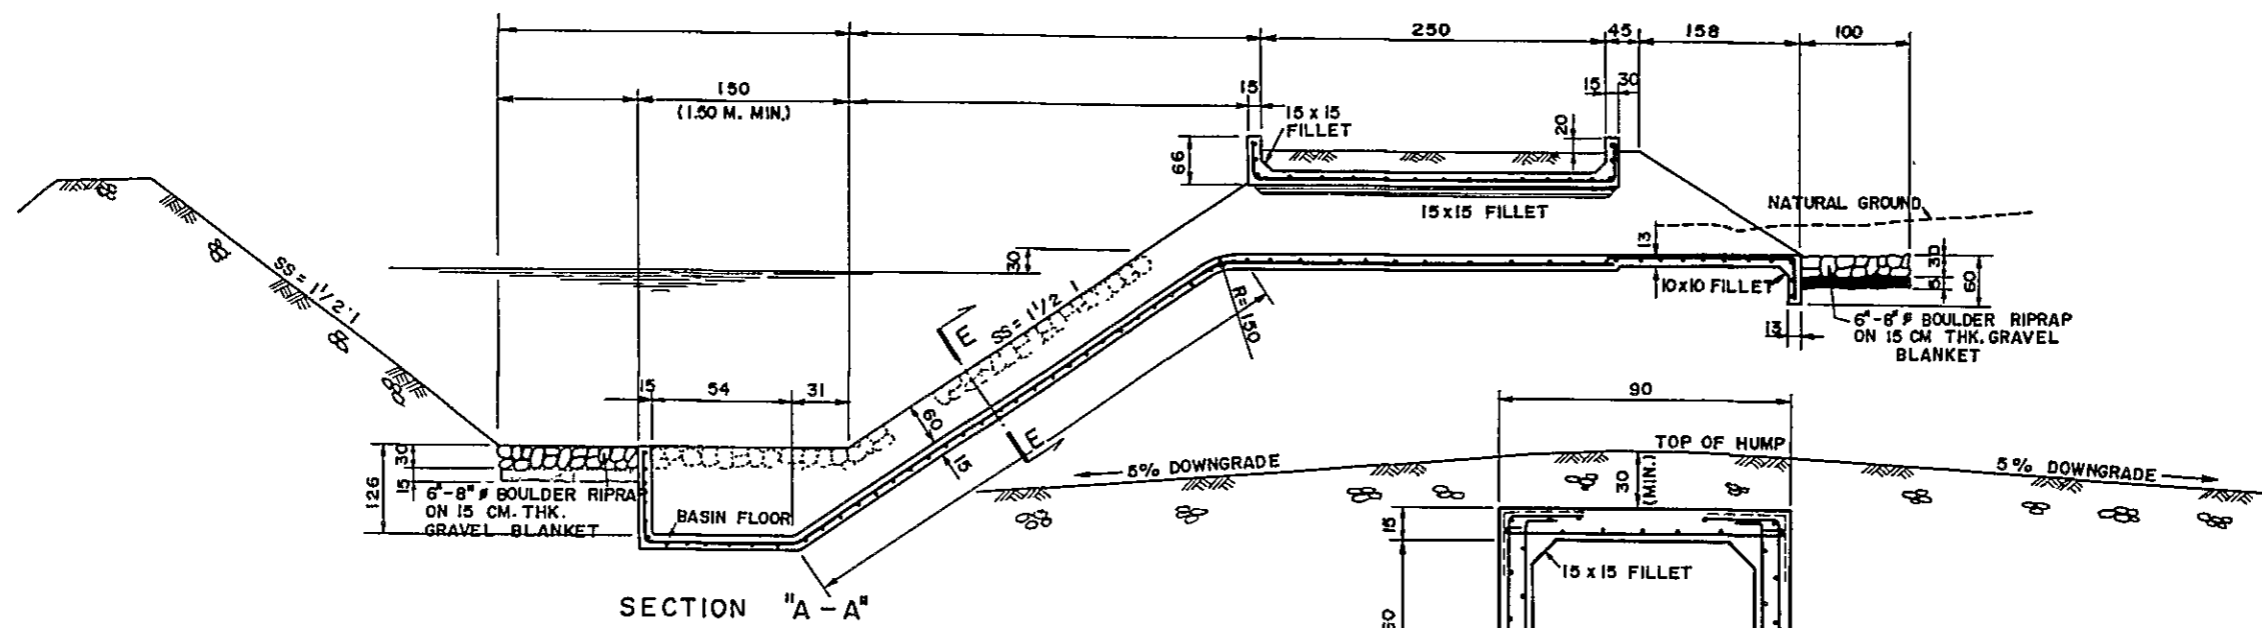 250
45
158
100
150
(1.50 M. MIN.)
15
15
30
15 x 15
FILLET
20
66
15x15 FILLET
NATURAL GROUND
SS = 1 1/2 : 1
30
SS = 1 1/2 : 1
13
30
15
60
10x10 FILLET
R=150
13
6"-8" ø BOULDER RIPRAP
ON 15 CM THK. GRAVEL
BLANKET
E
E
15
54
31
60
15
90
TOP OF HUMP
5% DOWNGRADE
5% DOWNGRADE
30
(MIN.)
126
30
15
6"-8" ø BOULDER RIPRAP
ON 15 CM. THK.
GRAVEL BLANKET
BASIN FLOOR
15
15 x 15 FILLET
SECTION "A - A"